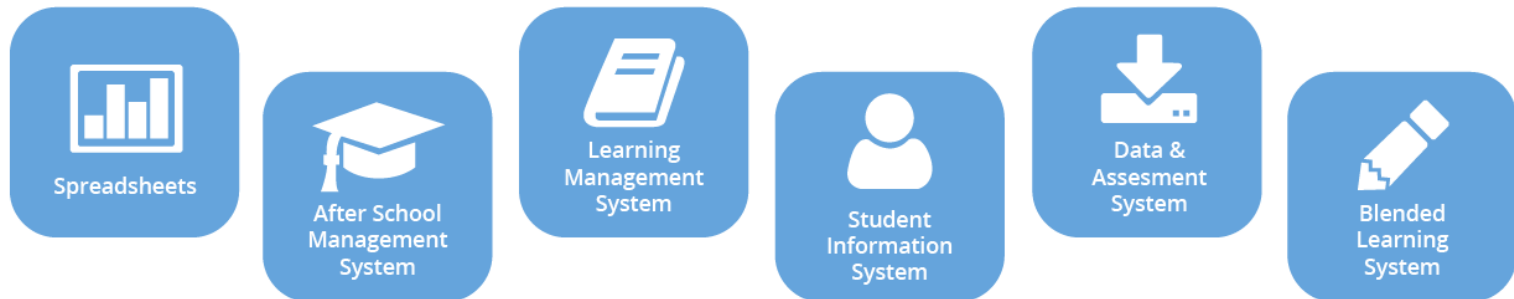 Spreadsheets
After School
Management
System
Learning
Management
System
Student
Information
System
Data &
Assesment
System
Blended
Learning
System